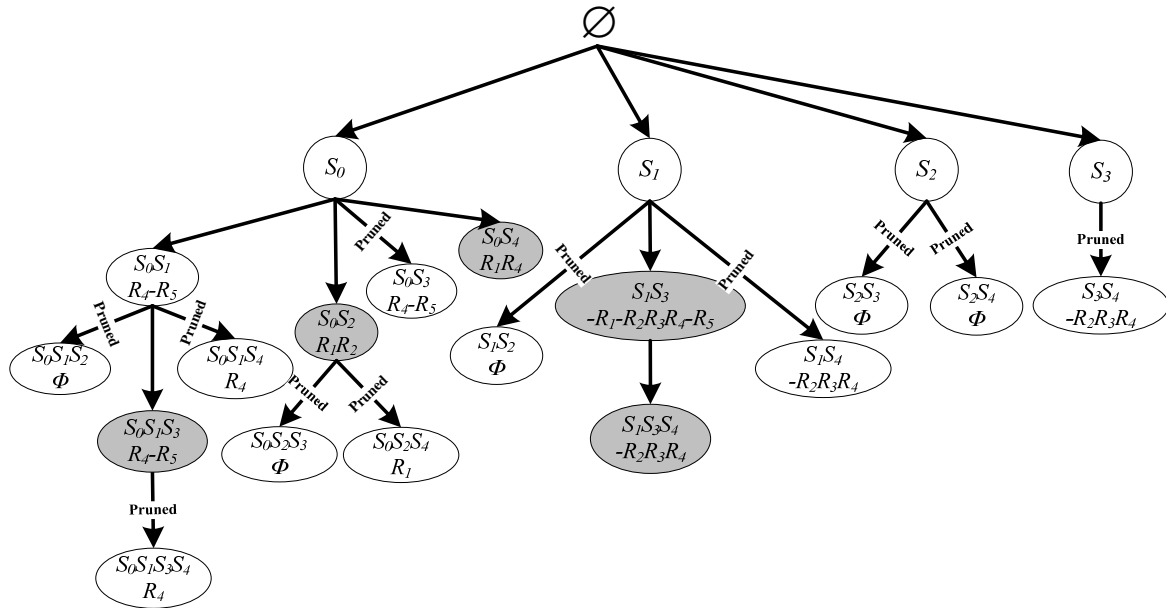 ∅
S₀
S₁
S₂
S₃
Pruned
S₀S₄
R₁R₄
Pruned
Pruned
Pruned
Pruned
Pruned
Pruned
S₀S₁
R₄-R₅
S₀S₃
R₄-R₅
S₁S₃
-R₁-R₂R₃R₄-R₅
S₂S₃
Φ
S₂S₄
Φ
S₃S₄
-R₂R₃R₄
Pruned
Pruned
S₀S₂
R₁R₂
S₀S₁S₂
Φ
S₀S₁S₄
R₄
S₁S₂
Φ
S₁S₄
-R₂R₃R₄
Pruned
Pruned
S₀S₁S₃
R₄-R₅
S₀S₂S₃
Φ
S₀S₂S₄
R₁
S₁S₃S₄
-R₂R₃R₄
Pruned
S₀S₁S₃S₄
R₄